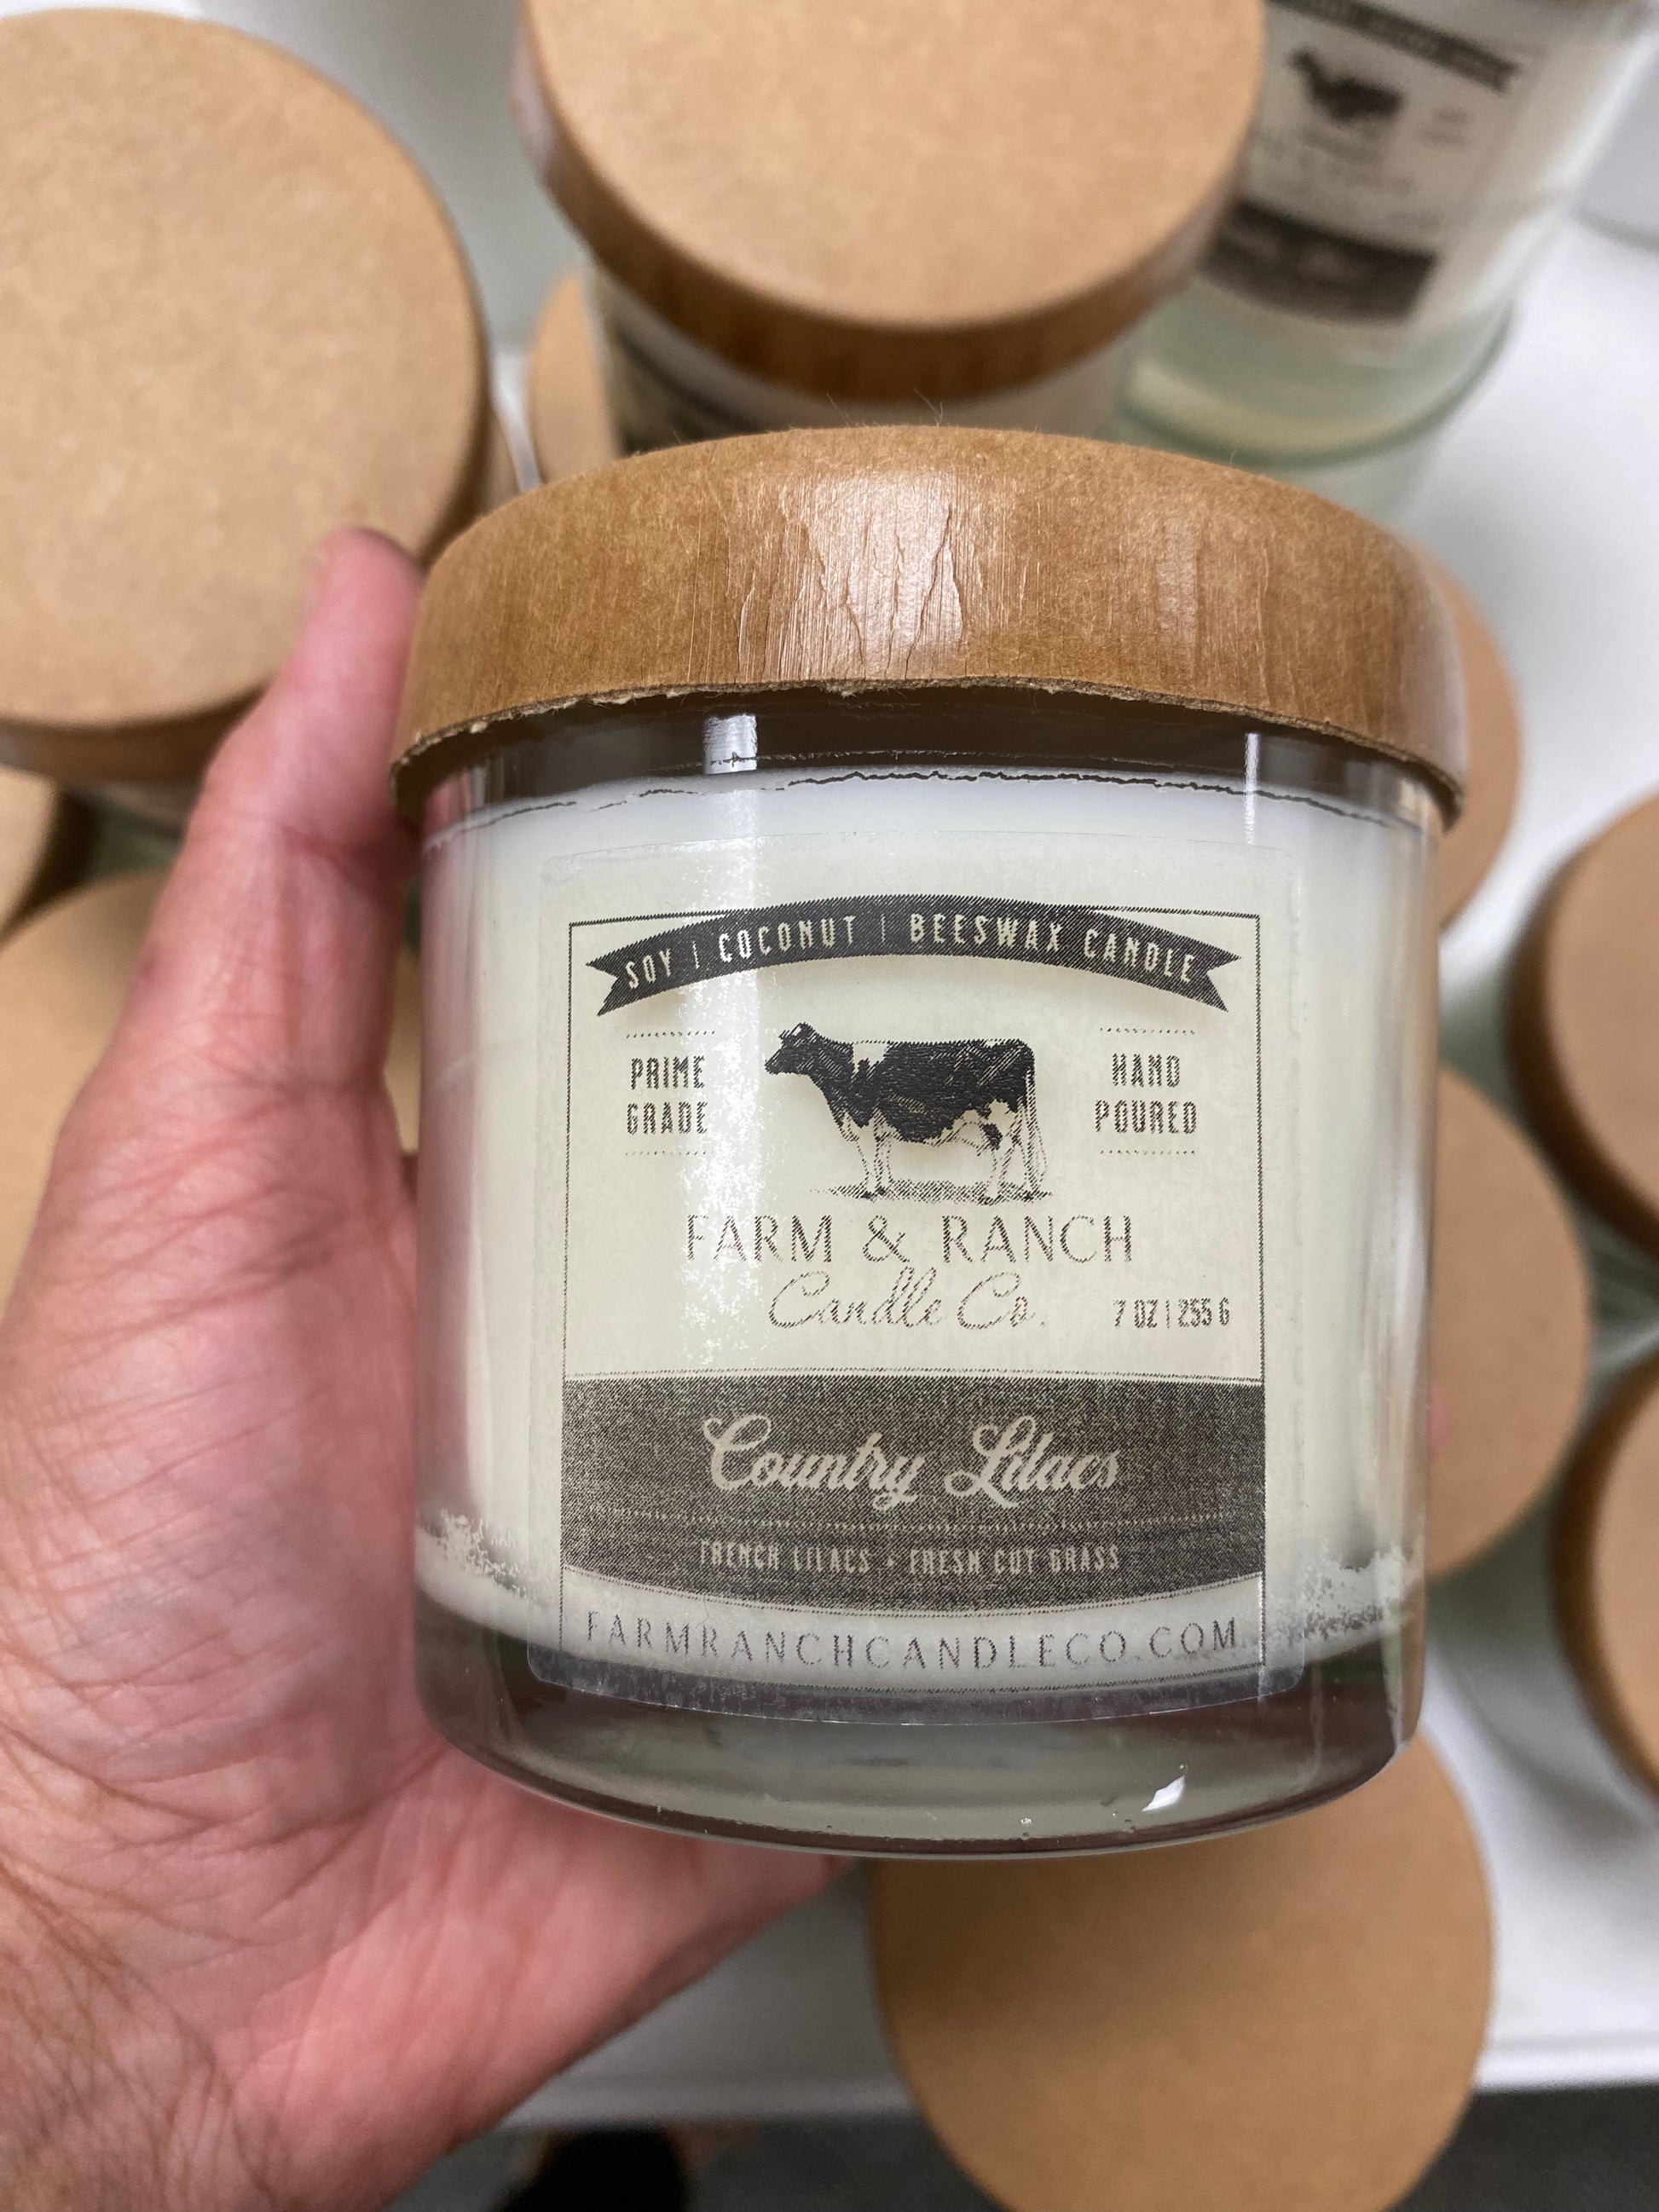 SOY | COCONUT | BEESWAX CANDLE
PRIME
GRADE
HAND
POURED
FARM & RANCH
Candle Co.
7 OZ | 255 G
Country Lilacs
FRENCH LILACS - FRESH CUT GRASS
FARMRANCHCANDLECO.COM